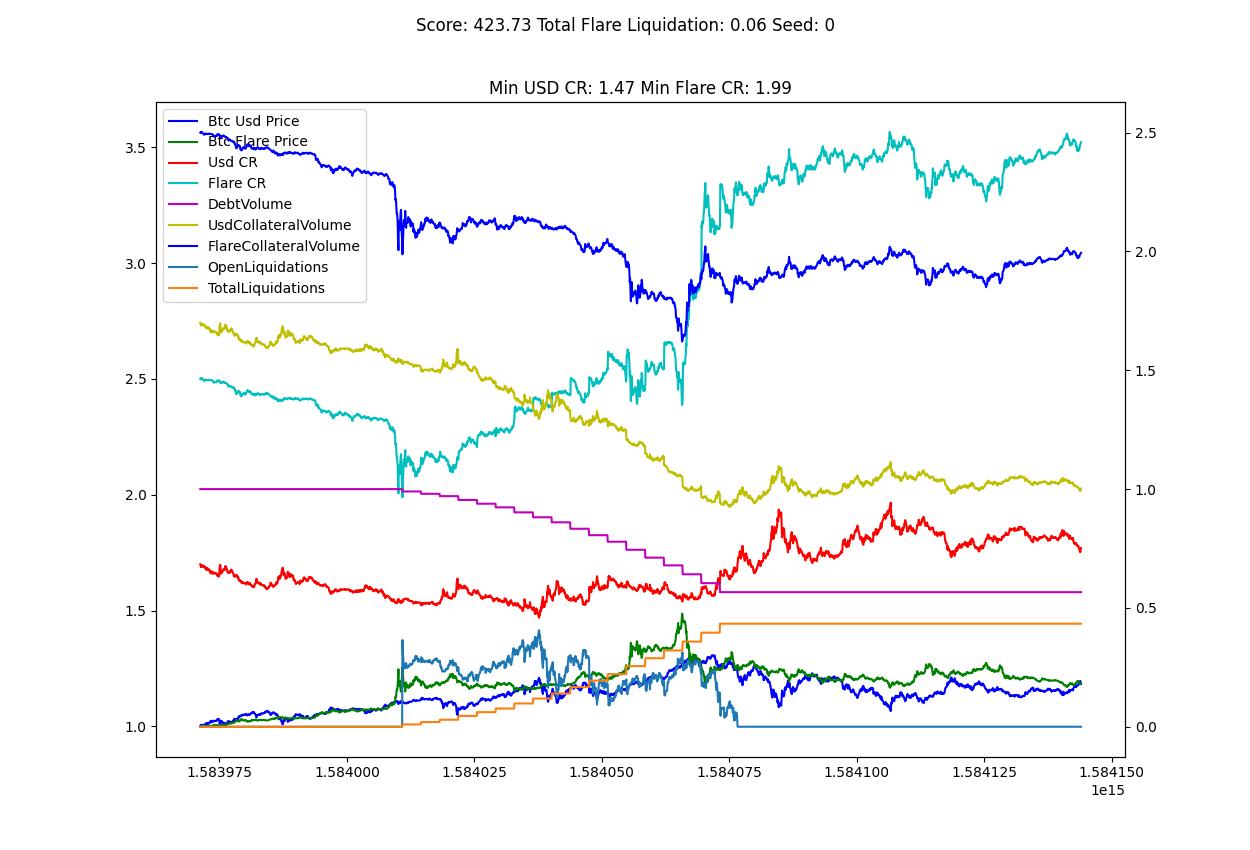 Score: 423.73 Total Flare Liquidation: 0.06 Seed: 0
Min USD CR: 1.47 Min Flare CR: 1.99
Btc Usd Price
Btc Flare Price
Usd CR
Flare CR
DebtVolume
UsdCollateralVolume
FlareCollateralVolume
OpenLiquidations
TotalLiquidations
3.5
3.0
2.5
2.0
1.5
1.0
2.5
2.0
1.5
1.0
0.5
0.0
1.583975 1.584000 1.584025 1.584050 1.584075 1.584100 1.584125 1.584150
1e15